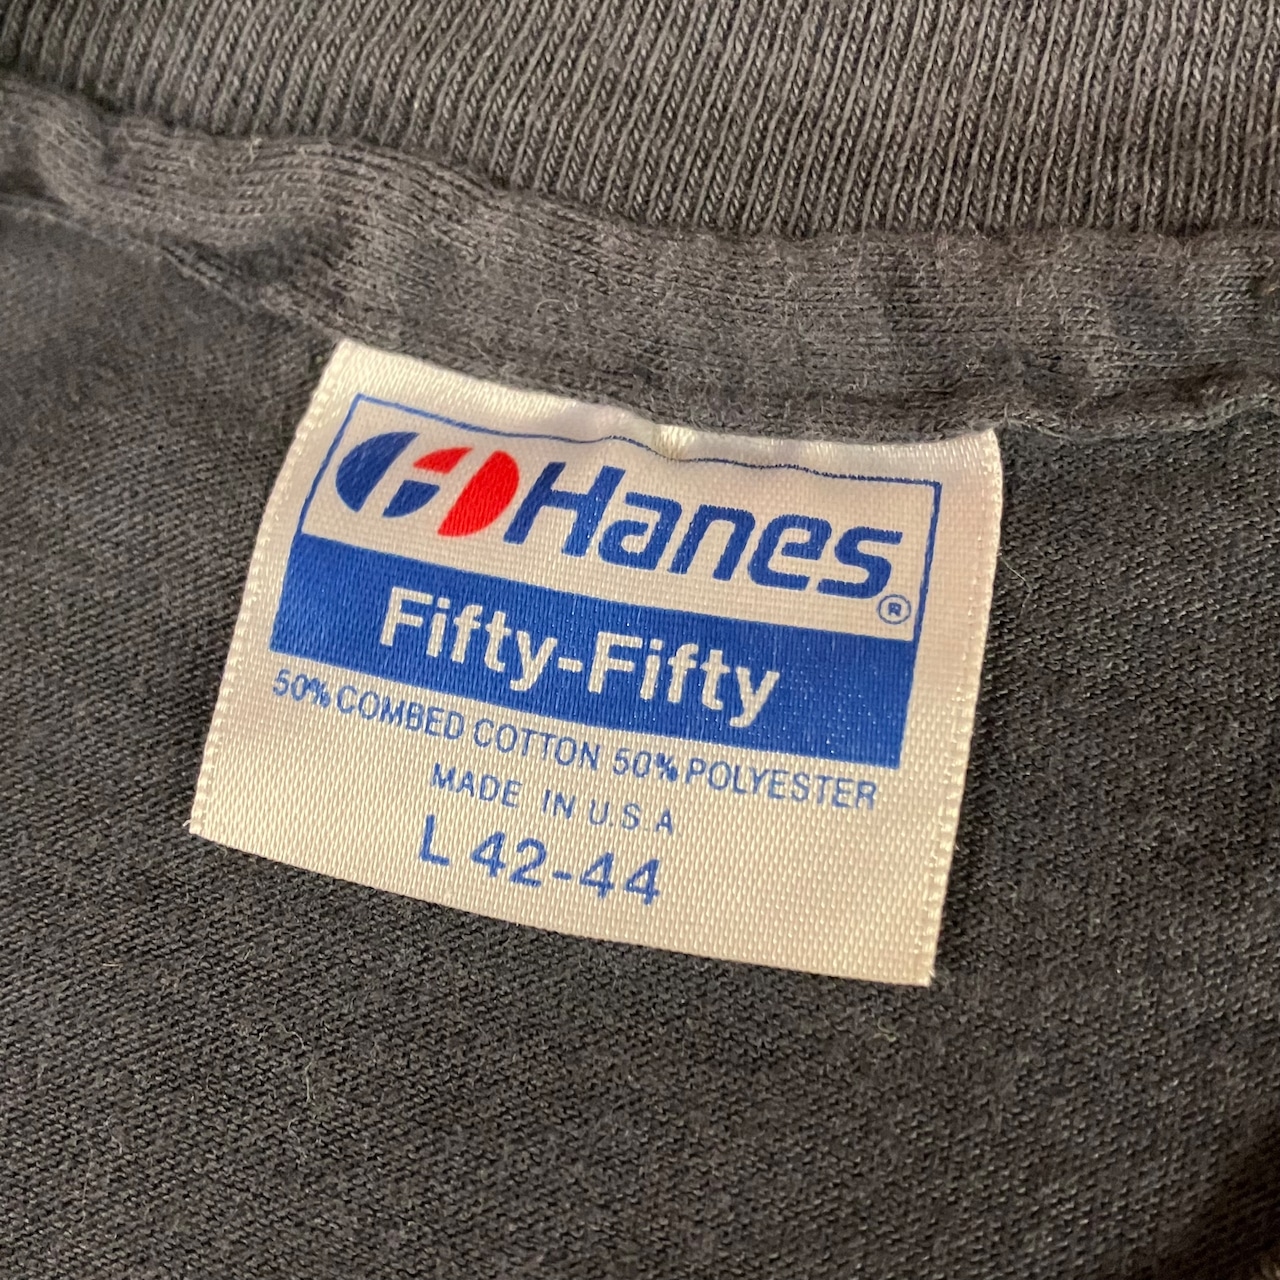 Hanes®
Fifty-Fifty
50% COMBED COTTON 50% POLYESTER
MADE IN U.S.A
L 42-44